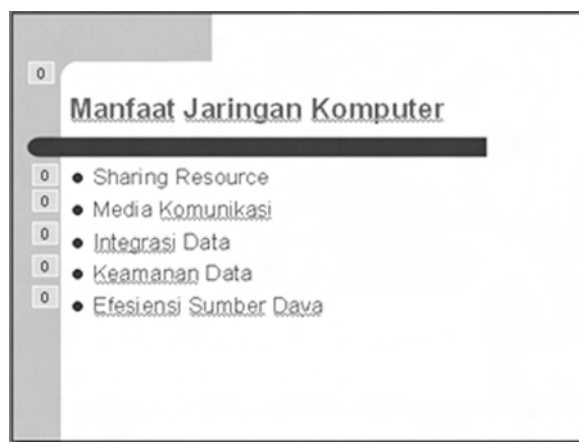 0
Manfaat Jaringan Komputer
0 • Sharing Resource
0 • Media Komunikasi
0 • Integrasi Data
0 • Keamanan Data
0 • Efesiensi Sumber Daya